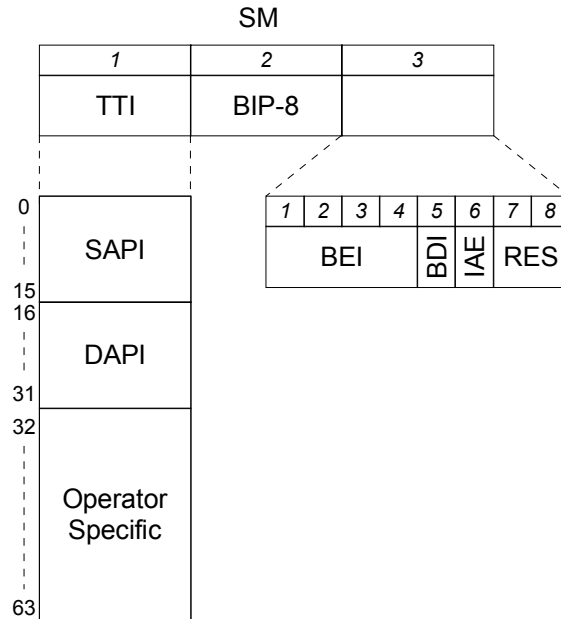 SM
1 2 3
TTI BIP-8
0
SAPI
15
16
DAPI
31
32
Operator
Specific
63
1 2 3 4 5 6 7 8
BEI BDI IAE RES